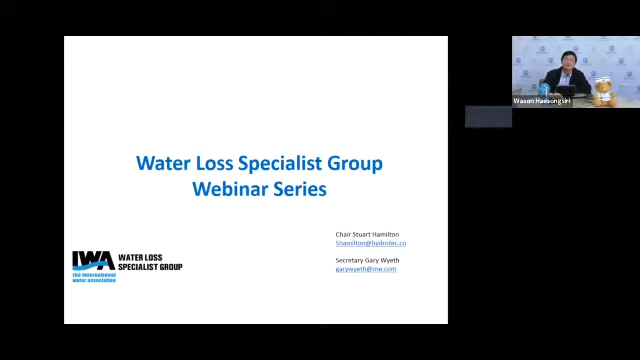 Water Loss Specialist Group
Webinar Series
Chair Stuart Hamilton
Shamilton@hydrotec.co
Secretary Gary Wyeth
garywyeth@me.com
IWA
the international
water association
WATER LOSS
SPECIALIST GROUP
Wason Haesongsiri